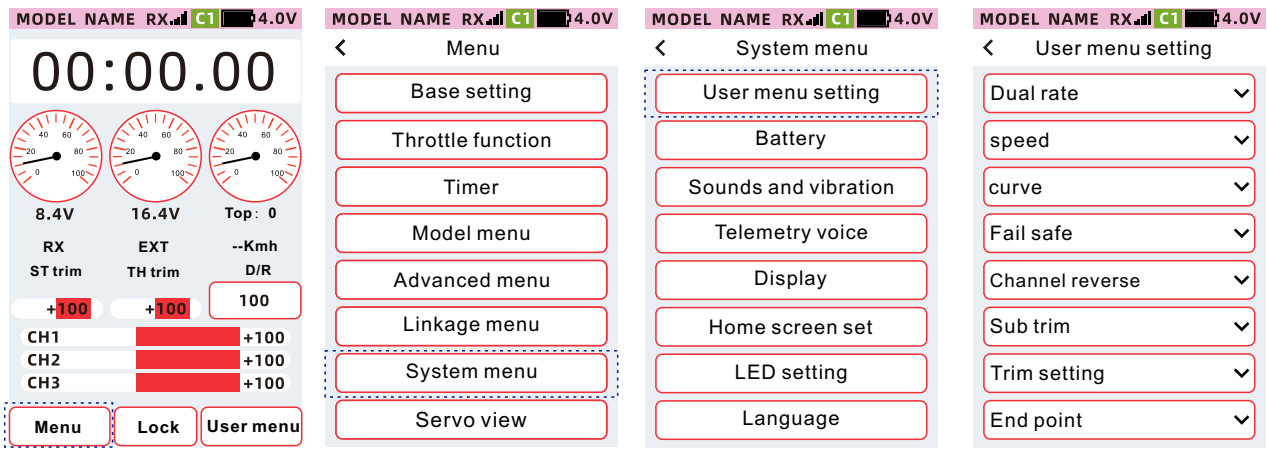 MODEL NAME RX C1 4.0V
00:00.00
20 40 60 80 0 100
20 40 60 80 0 100
20 40 60 80 0 100
8.4V 16.4V Top: 0
RX EXT --Kmh
ST trim TH trim D/R
+100 +100 100
CH1 +100
CH2 +100
CH3 +100
Menu Lock User menu
MODEL NAME RX C1 4.0V
< Menu
Base setting
Throttle function
Timer
Model menu
Advanced menu
Linkage menu
System menu
Servo view
MODEL NAME RX C1 4.0V
< System menu
User menu setting
Battery
Sounds and vibration
Telemetry voice
Display
Home screen set
LED setting
Language
MODEL NAME RX C1 4.0V
< User menu setting
Dual rate
speed
curve
Fail safe
Channel reverse
Sub trim
Trim setting
End point